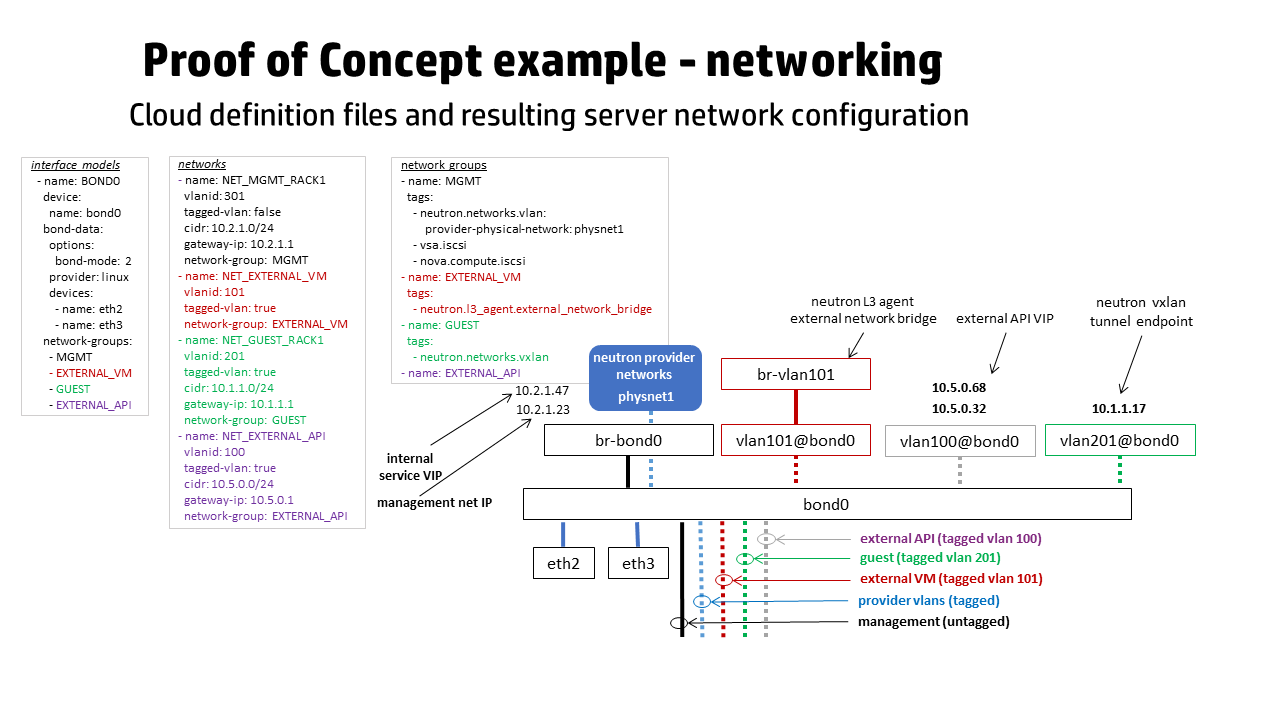 Proof of Concept example - networking
Cloud definition files and resulting server network configuration
interface_models
- name: BOND0
device:
name: bond0
bond-data:
options:
bond-mode: 2
provider: linux
devices:
- name: eth2
- name: eth3
network-groups:
- MGMT
- EXTERNAL_VM
- GUEST
- EXTERNAL_API
networks
- name: NET_MGMT_RACK1
vlanid: 301
tagged-vlan: false
cidr: 10.2.1.0/24
gateway-ip: 10.2.1.1
network-group: MGMT
- name: NET_EXTERNAL_VM
vlanid: 101
tagged-vlan: true
network-group: EXTERNAL_VM
- name: NET_GUEST_RACK1
vlanid: 201
tagged-vlan: true
cidr: 10.1.1.0/24
gateway-ip: 10.1.1.1
network-group: GUEST
- name: NET_EXTERNAL_API
vlanid: 100
tagged-vlan: true
cidr: 10.5.0.0/24
gateway-ip: 10.5.0.1
network-group: EXTERNAL_API
network_groups
- name: MGMT
tags:
- neutron.networks.vlan:
provider-physical-network: physnet1
- vsa.iscsi
- nova.compute.iscsi
- name: EXTERNAL_VM
tags:
- neutron.l3_agent.external_network_bridge
- name: GUEST
tags:
- neutron.networks.vxlan
- name: EXTERNAL_API
10.2.1.47
10.2.1.23
internal
service VIP
management net IP
neutron provider
networks
physnet1
neutron L3 agent
external network bridge
external API VIP
neutron vxlan
tunnel endpoint
br-vlan101
10.5.0.68
10.5.0.32
10.1.1.17
br-bond0
vlan101@bond0
vlan100@bond0
vlan201@bond0
bond0
eth2
eth3
external API (tagged vlan 100)
guest (tagged vlan 201)
external VM (tagged vlan 101)
provider vlans (tagged)
management (untagged)